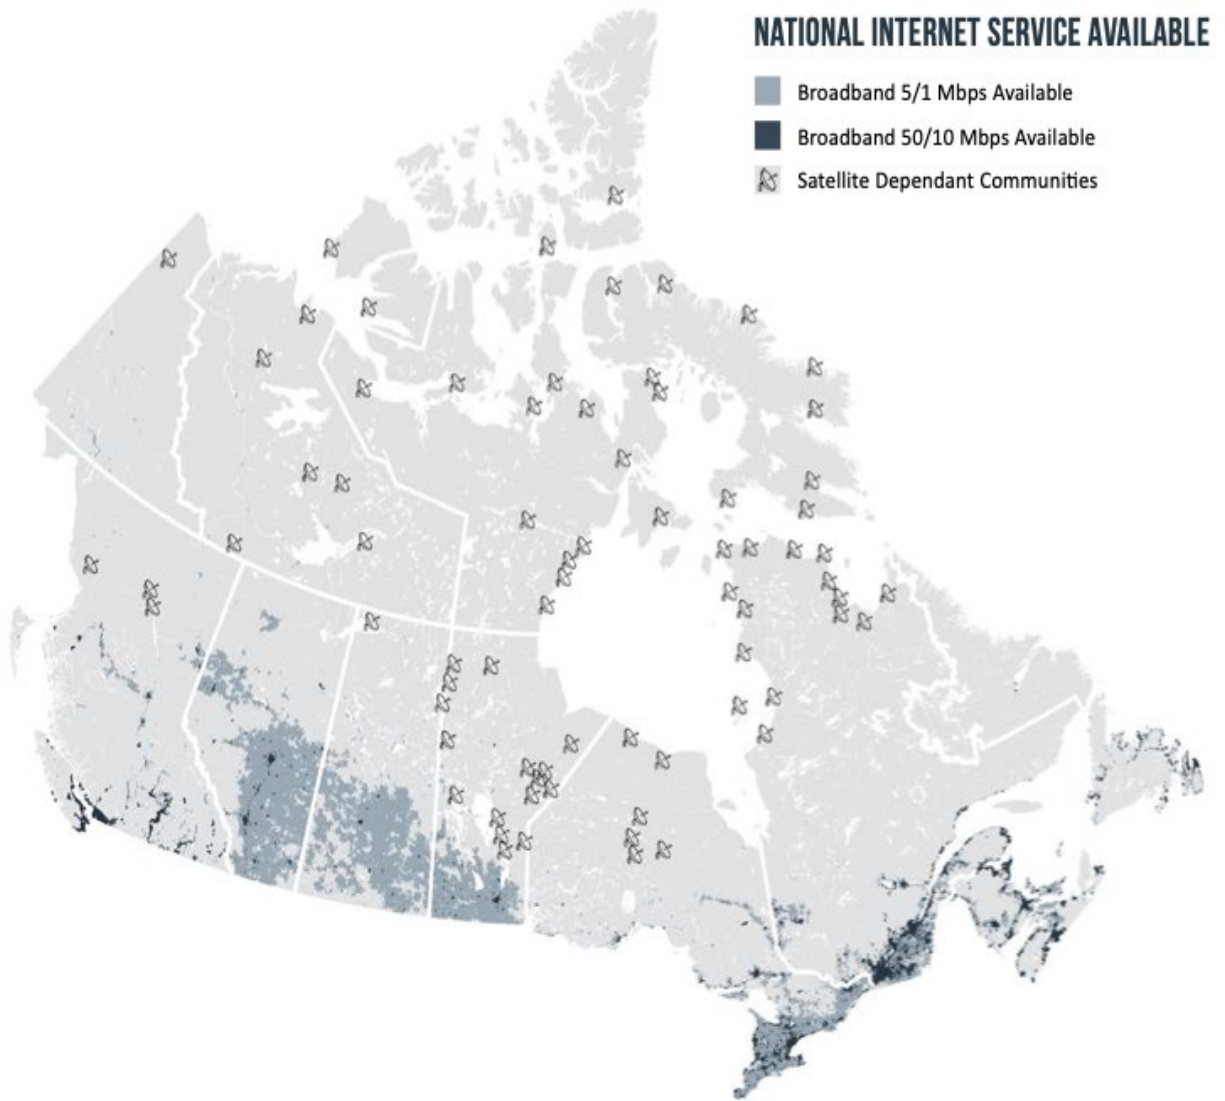 NATIONAL INTERNET SERVICE AVAILABLE
Broadband 5/1 Mbps Available
Broadband 50/10 Mbps Available
Satellite Dependant Communities